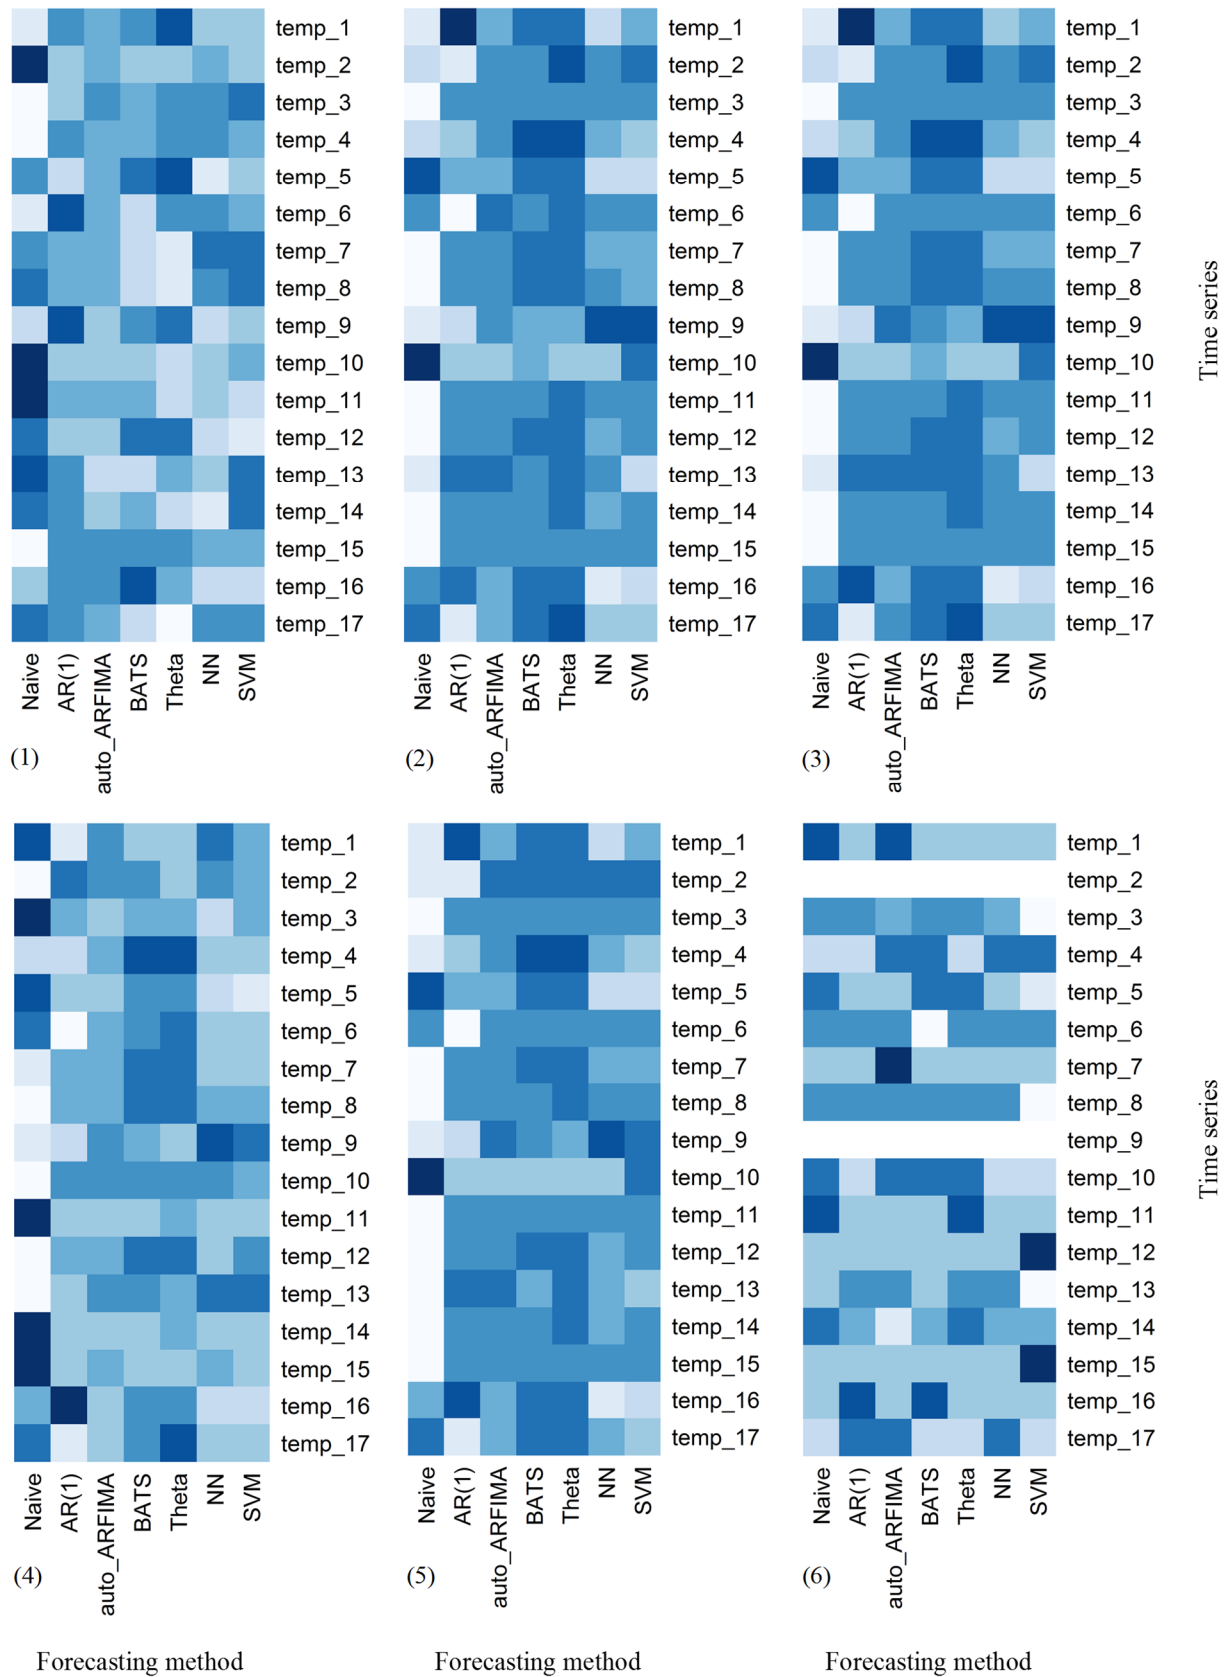 temp_1
temp_2
temp_3
temp_4
temp_5
temp_6
temp_7
temp_8
temp_9
temp_10
temp_11
temp_12
temp_13
temp_14
temp_15
temp_16
temp_17
Naive
AR(1)
auto_ARFIMA
BATS
Theta
NN
SVM
(1)
temp_1
temp_2
temp_3
temp_4
temp_5
temp_6
temp_7
temp_8
temp_9
temp_10
temp_11
temp_12
temp_13
temp_14
temp_15
temp_16
temp_17
Naive
AR(1)
auto_ARFIMA
BATS
Theta
NN
SVM
(2)
temp_1
temp_2
temp_3
temp_4
temp_5
temp_6
temp_7
temp_8
temp_9
temp_10
temp_11
temp_12
temp_13
temp_14
temp_15
temp_16
temp_17
Naive
AR(1)
auto_ARFIMA
BATS
Theta
NN
SVM
(3)
Time series
temp_1
temp_2
temp_3
temp_4
temp_5
temp_6
temp_7
temp_8
temp_9
temp_10
temp_11
temp_12
temp_13
temp_14
temp_15
temp_16
temp_17
Naive
AR(1)
auto_ARFIMA
BATS
Theta
NN
SVM
(4)
Forecasting method
temp_1
temp_2
temp_3
temp_4
temp_5
temp_6
temp_7
temp_8
temp_9
temp_10
temp_11
temp_12
temp_13
temp_14
temp_15
temp_16
temp_17
Naive
AR(1)
auto_ARFIMA
BATS
Theta
NN
SVM
(5)
Forecasting method
temp_1
temp_2
temp_3
temp_4
temp_5
temp_6
temp_7
temp_8
temp_9
temp_10
temp_11
temp_12
temp_13
temp_14
temp_15
temp_16
temp_17
Naive
AR(1)
auto_ARFIMA
BATS
Theta
NN
SVM
(6)
Forecasting method
Time series